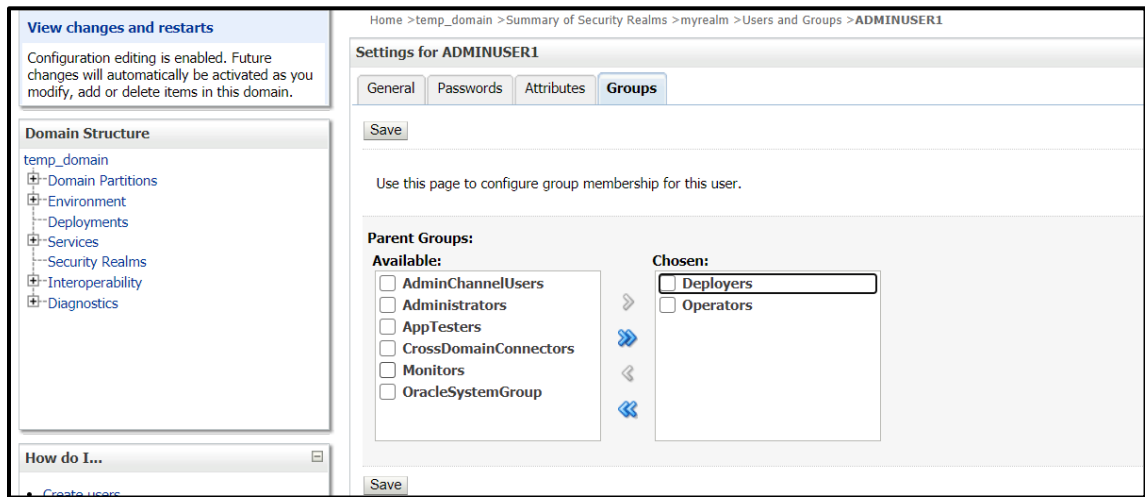 View changes and restarts
Configuration editing is enabled. Future
changes will automatically be activated as you
modify, add or delete items in this domain.
Domain Structure
temp_domain
Domain Partitions
Environment
Deployments
Services
Security Realms
Interoperability
Diagnostics
How do I...
Create users
Home >temp_domain >Summary of Security Realms >myrealm >Users and Groups >ADMINUSER1
Settings for ADMINUSER1
General Passwords Attributes Groups
Save
Use this page to configure group membership for this user.
Parent Groups:
Available:
AdminChannelUsers
Administrators
AppTesters
CrossDomainConnectors
Monitors
OracleSystemGroup
Chosen:
Deployers
Operators
Save